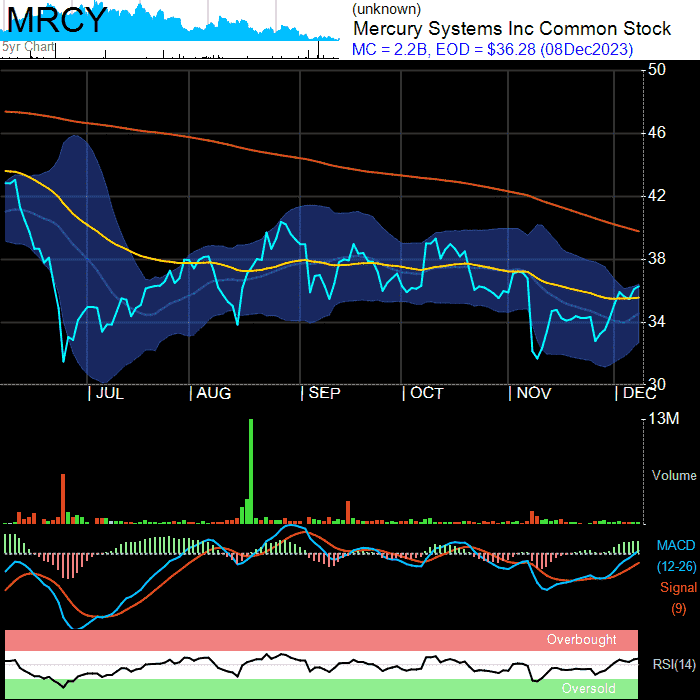 MRCY
5yr Chart
(unknown)
Mercury Systems Inc Common Stock
MC = 2.2B, EOD = $36.28 (08Dec2023)
50
46
42
38
34
30
JUL AUG SEP OCT NOV DEC
13M
Volume
MACD
(12-26)
Signal
(9)
Overbought
RSI(14)
Oversold